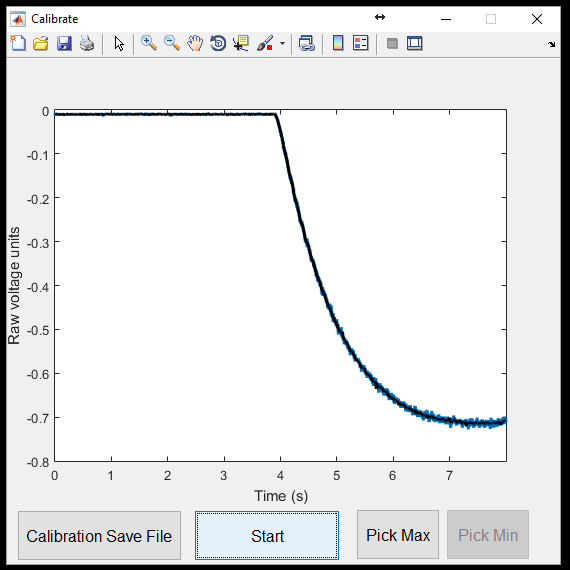 Calibrate
0
-0.1
-0.2
-0.3
-0.4
-0.5
-0.6
-0.7
-0.8
Raw voltage units
0 1 2 3 4 5 6 7
Time (s)
Calibration Save File Start Pick Max Pick Min